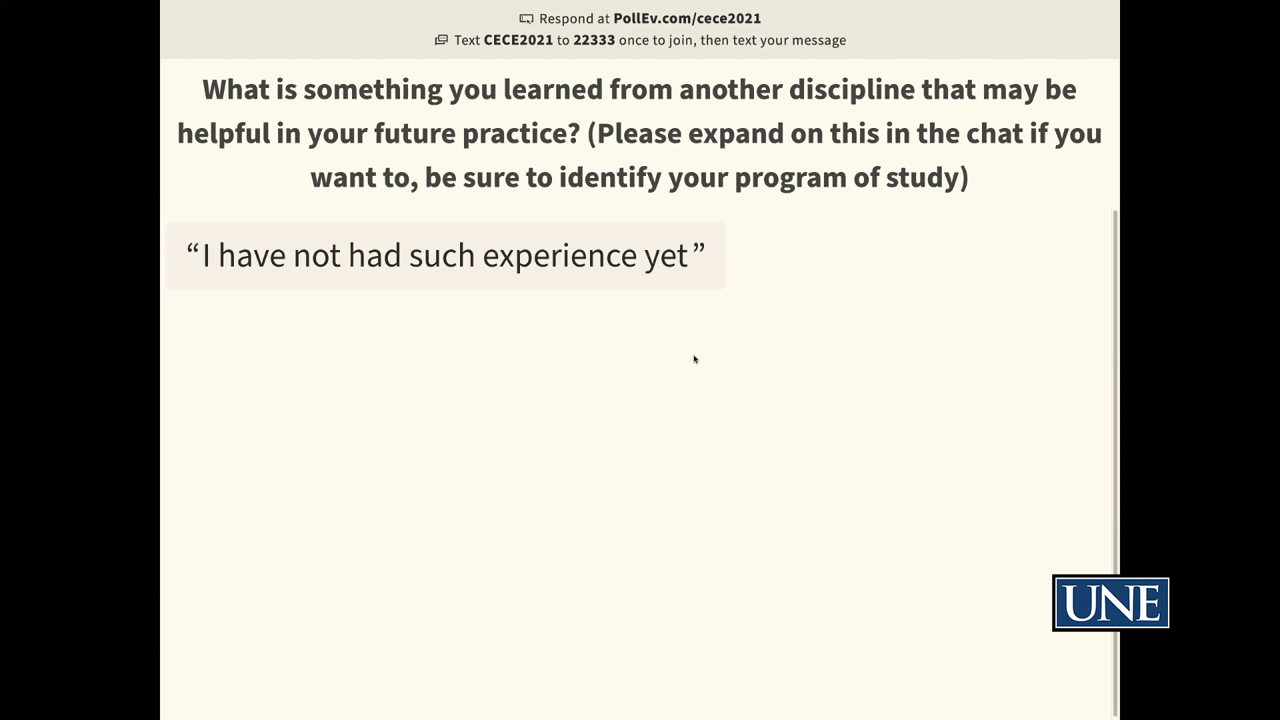 Respond at PollEv.com/cece2021
Text CECE2021 to 22333 once to join, then text your message
What is something you learned from another discipline that may be
helpful in your future practice? (Please expand on this in the chat if you
want to, be sure to identify your program of study)
“I have not had such experience yet”
UNE